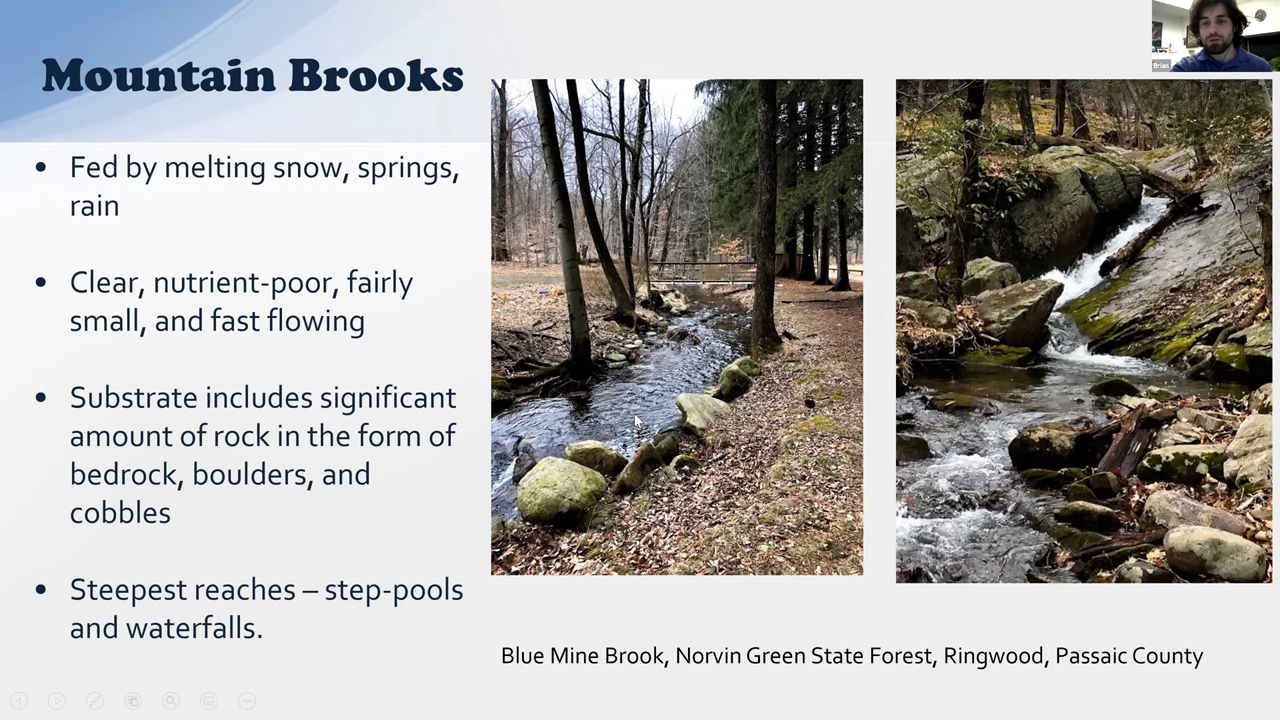 Mountain Brooks
• Fed by melting snow, springs,
rain
• Clear, nutrient-poor, fairly
small, and fast flowing
• Substrate includes significant
amount of rock in the form of
bedrock, boulders, and
cobbles
• Steepest reaches – step-pools
and waterfalls.
Blue Mine Brook, Norvin Green State Forest, Ringwood, Passaic County
Brian